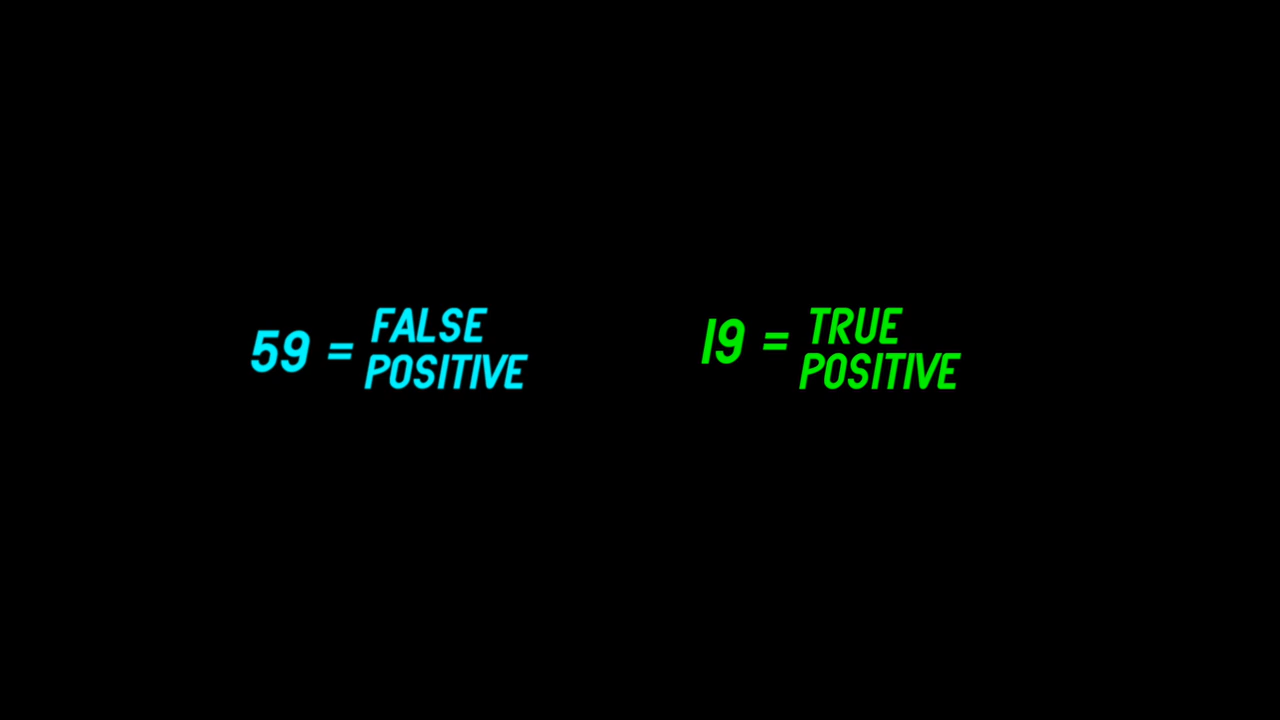 59 = FALSE POSITIVE
19 = TRUE POSITIVE